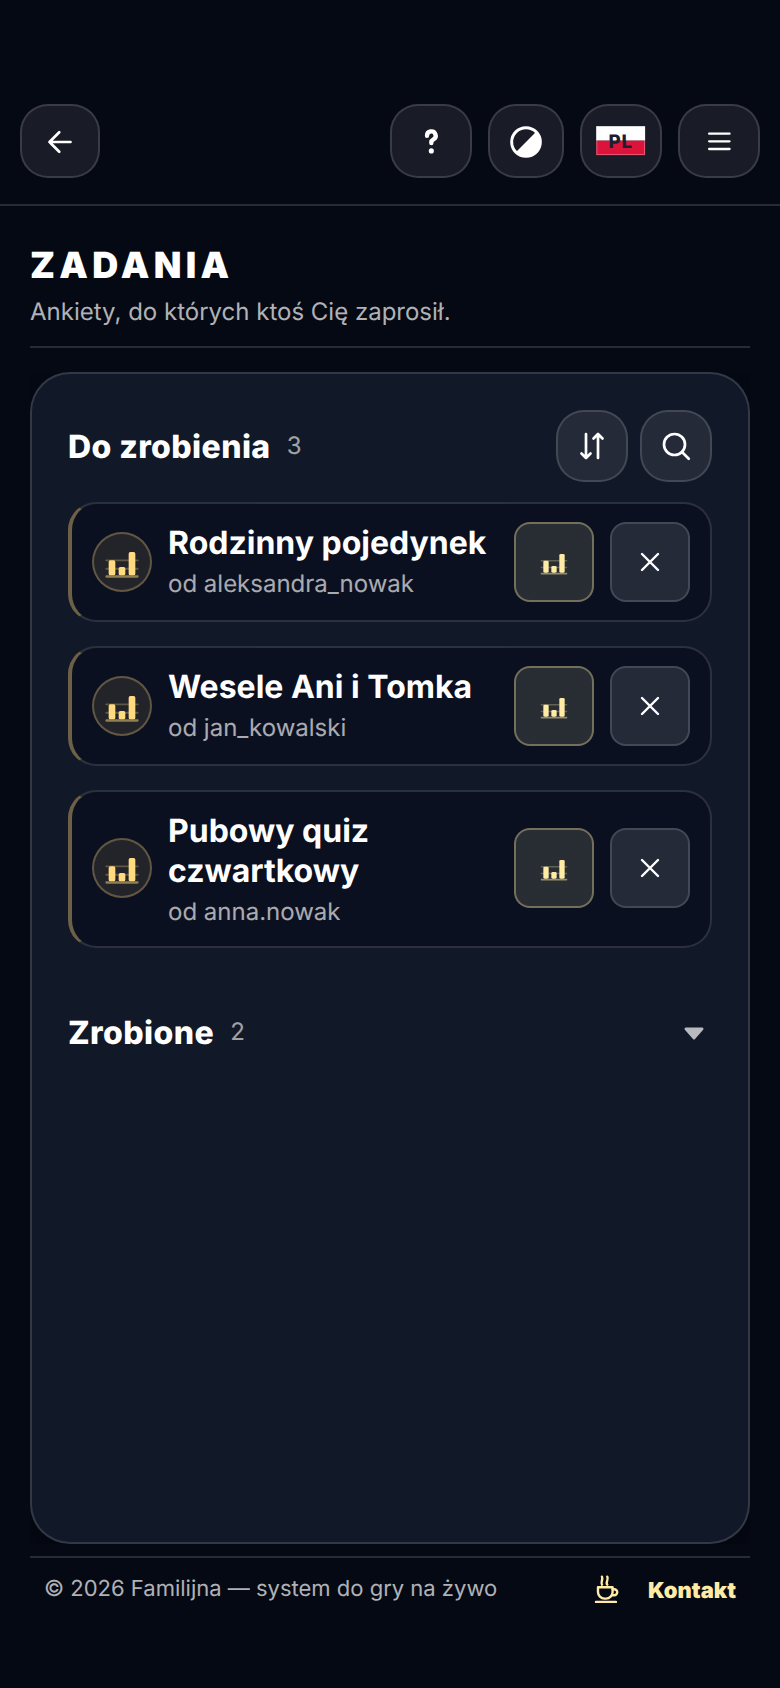 ?
PL
ZADANIA
Ankiety, do których ktoś Cię zaprosił.
Do zrobienia 3
Rodzinny pojedynek
od aleksandra_nowak
Wesele Ani i Tomka
od jan_kowalski
Pubowy quiz
czwartkowy
od anna.nowak
Zrobione 2
© 2026 Familijna — system do gry na żywo
Kontakt